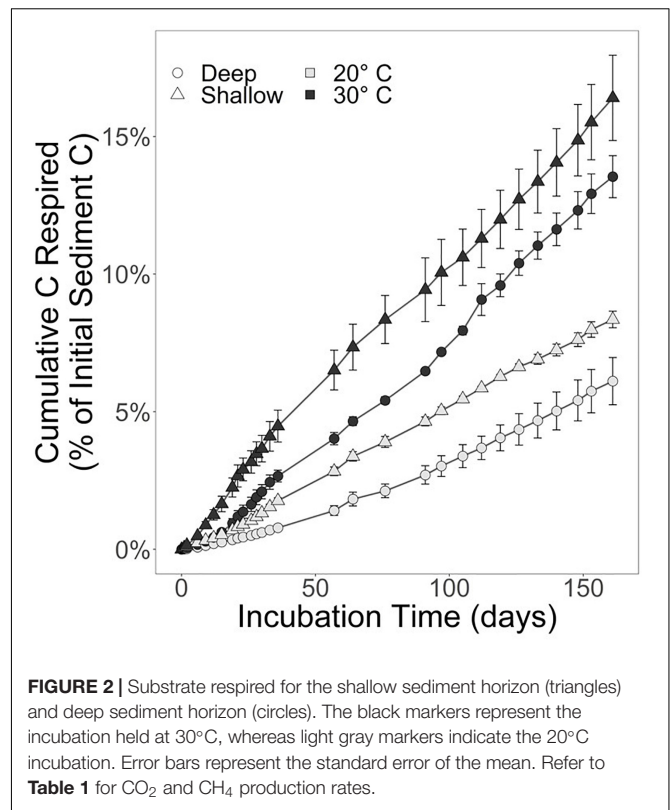 Deep 20° C
Shallow 30° C
15%
10%
5%
0%
Cumulative C Respired
(% of Initial Sediment C)
0 50 100 150
Incubation Time (days)
FIGURE 2 | Substrate respired for the shallow sediment horizon (triangles)
and deep sediment horizon (circles). The black markers represent the
incubation held at 30°C, whereas light gray markers indicate the 20°C
incubation. Error bars represent the standard error of the mean. Refer to
Table 1 for CO₂ and CH₄ production rates.